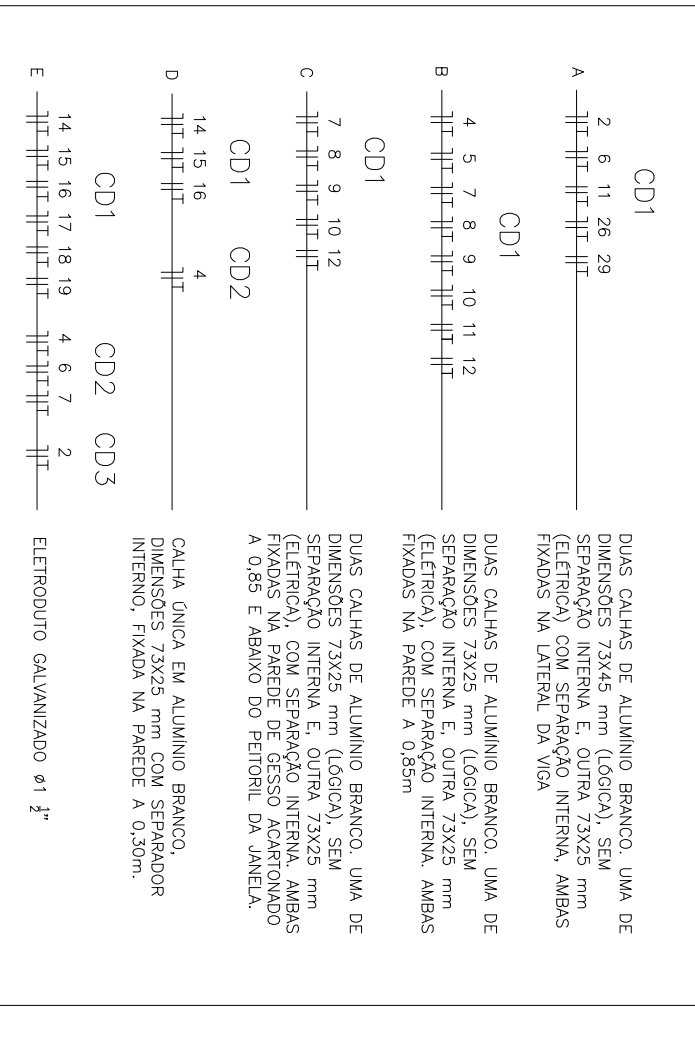 CD1
A
2 6 11 26 29
DUAS CALHAS DE ALUMÍNIO BRANCO. UMA DE
DIMENSÕES 73X45 mm (LÓGICA), SEM
SEPARAÇÃO INTERNA E, OUTRA 73X25 mm
(ELÉTRICA) COM SEPARAÇÃO INTERNA, AMBAS
FIXADAS NA LATERAL DA VIGA
CD1
B
4 5 7 8 9 10 11 12
DUAS CALHAS DE ALUMÍNIO BRANCO. UMA DE
DIMENSÕES 73X25 mm (LÓGICA), SEM
SEPARAÇÃO INTERNA E, OUTRA 73X25 mm
(ELÉTRICA), COM SEPARAÇÃO INTERNA. AMBAS
FIXADAS NA PAREDE A 0,85m
CD1
C
7 8 9 10 12
DUAS CALHAS DE ALUMÍNIO BRANCO. UMA DE
DIMENSÕES 73X25 mm (LÓGICA), SEM
SEPARAÇÃO INTERNA E, OUTRA 73X25 mm
(ELÉTRICA), COM SEPARAÇÃO INTERNA. AMBAS
FIXADAS NA PAREDE DE GESSO ACARTONADO
A 0,85 E ABAIXO DO PEITORIL DA JANELA.
CD1 CD2
D
14 15 16 4
CALHA ÚNICA EM ALUMÍNIO BRANCO,
DIMENSÕES 73X25 mm COM SEPARADOR
INTERNO, FIXADA NA PAREDE A 0,30m.
CD1 CD2 CD3
E
14 15 16 17 18 19 4 6 7 2
ELETRODUTO GALVANIZADO ø1 ½"